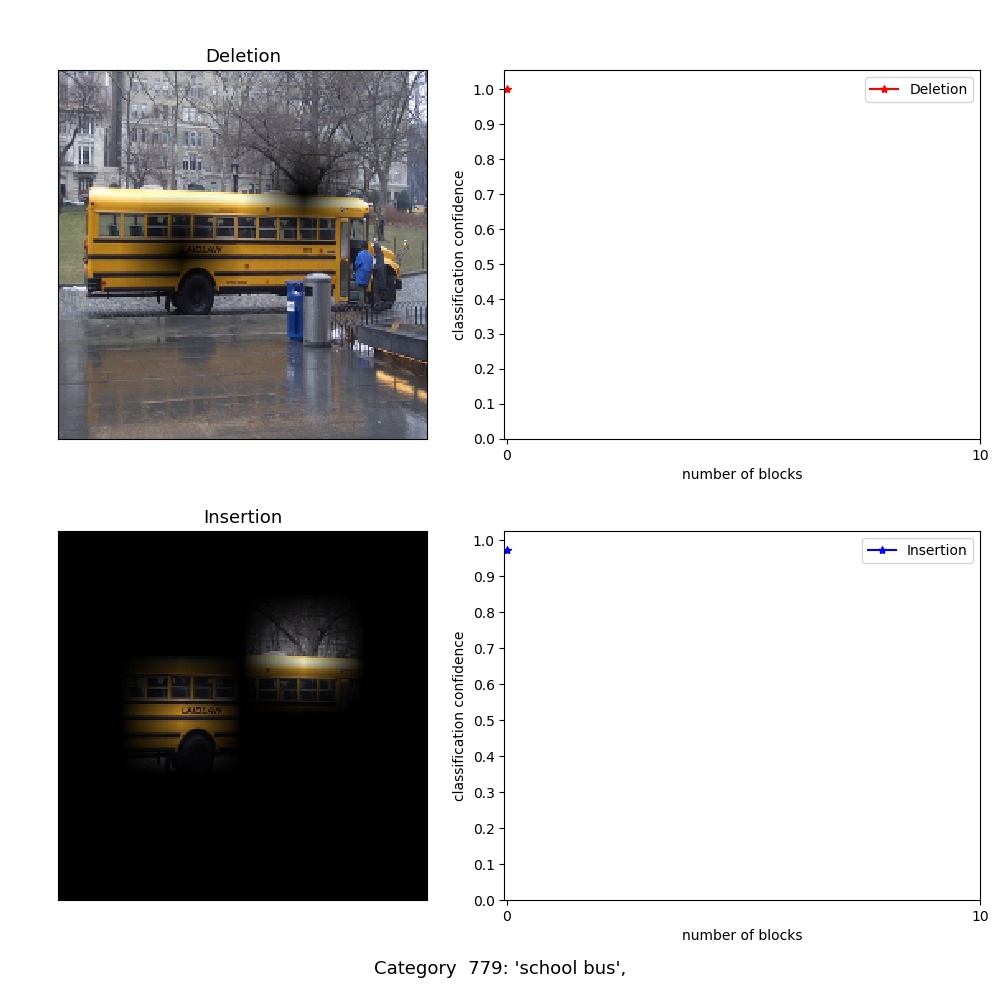 Deletion
1.0
0.9
0.8
0.7
0.6
0.5
0.4
0.3
0.2
0.1
0.0
classification confidence
0
10
number of blocks
Deletion
LAIDLAW
Insertion
1.0
0.9
0.8
0.7
0.6
0.5
0.4
0.3
0.2
0.1
0.0
classification confidence
0
10
number of blocks
Insertion
LAIDLAW
Category  779: 'school bus',